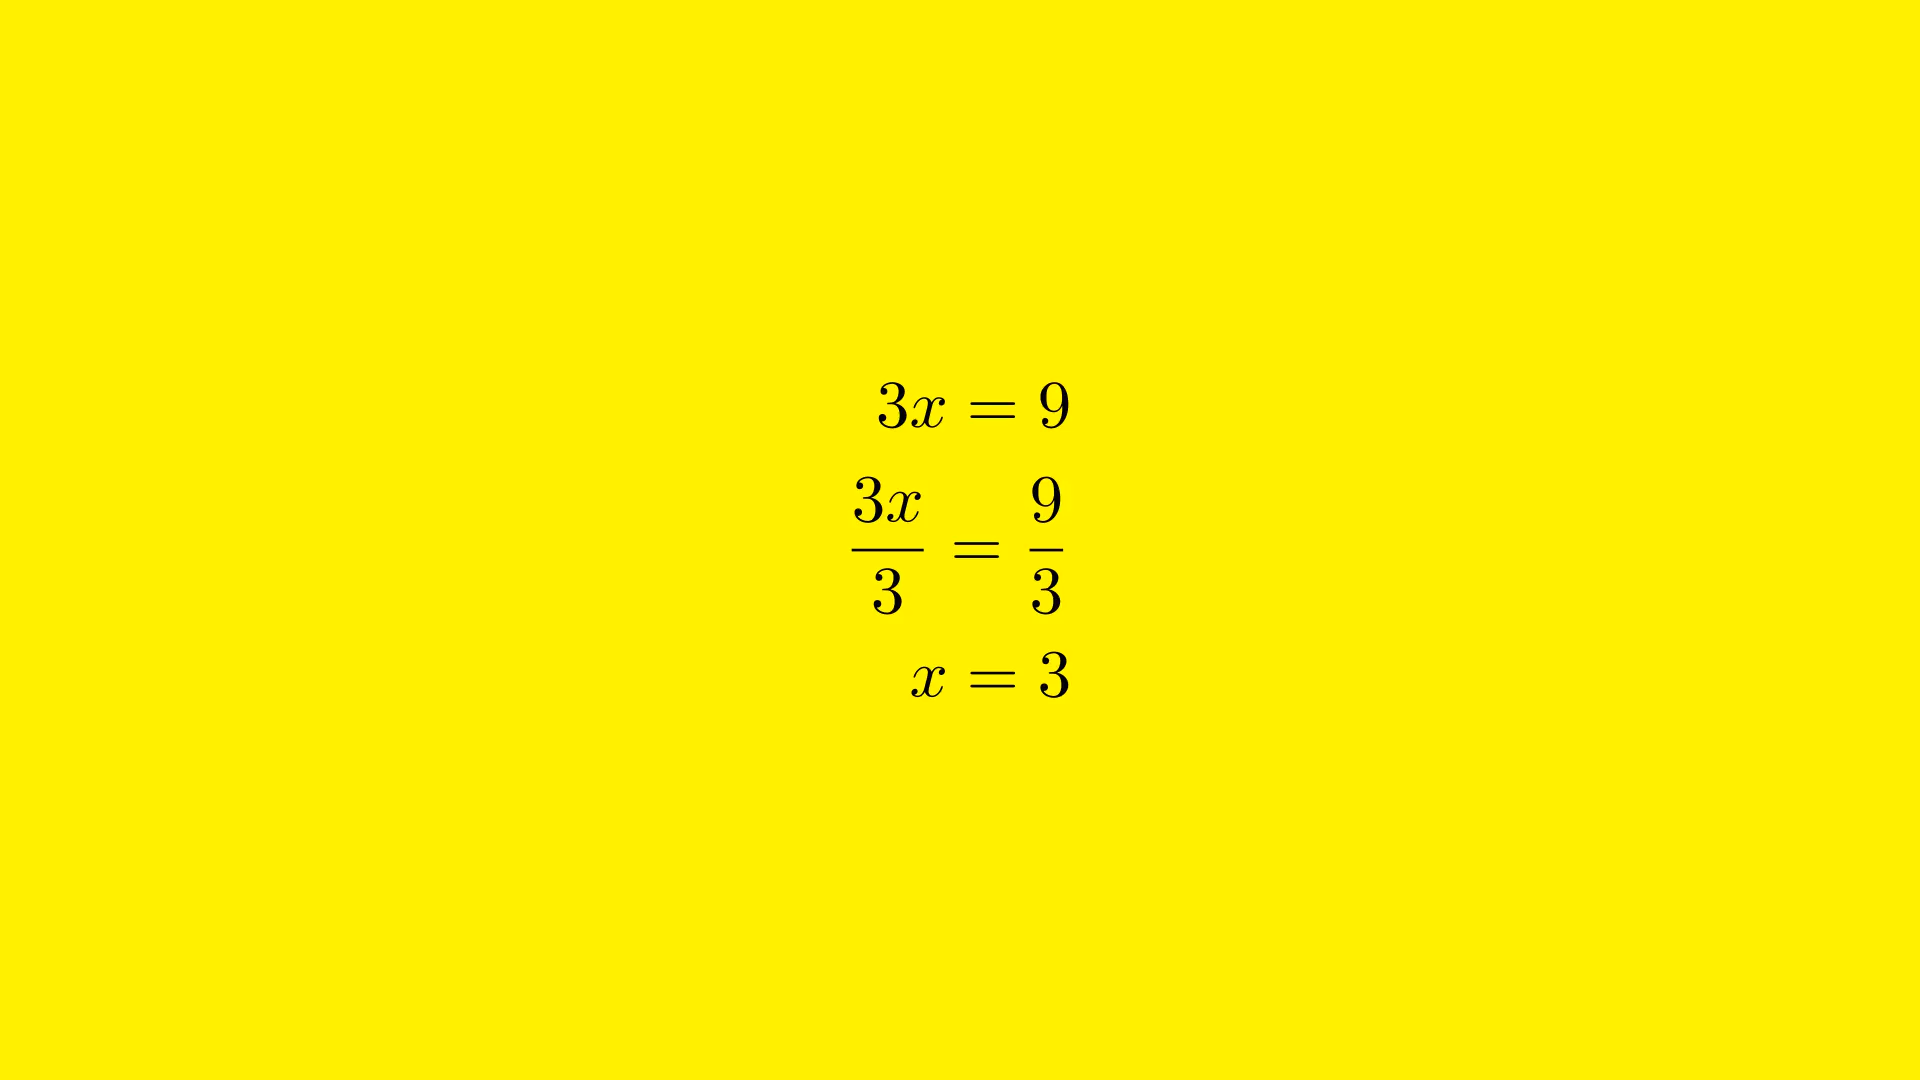 3x = 9
3x/3 = 9/3
x = 3